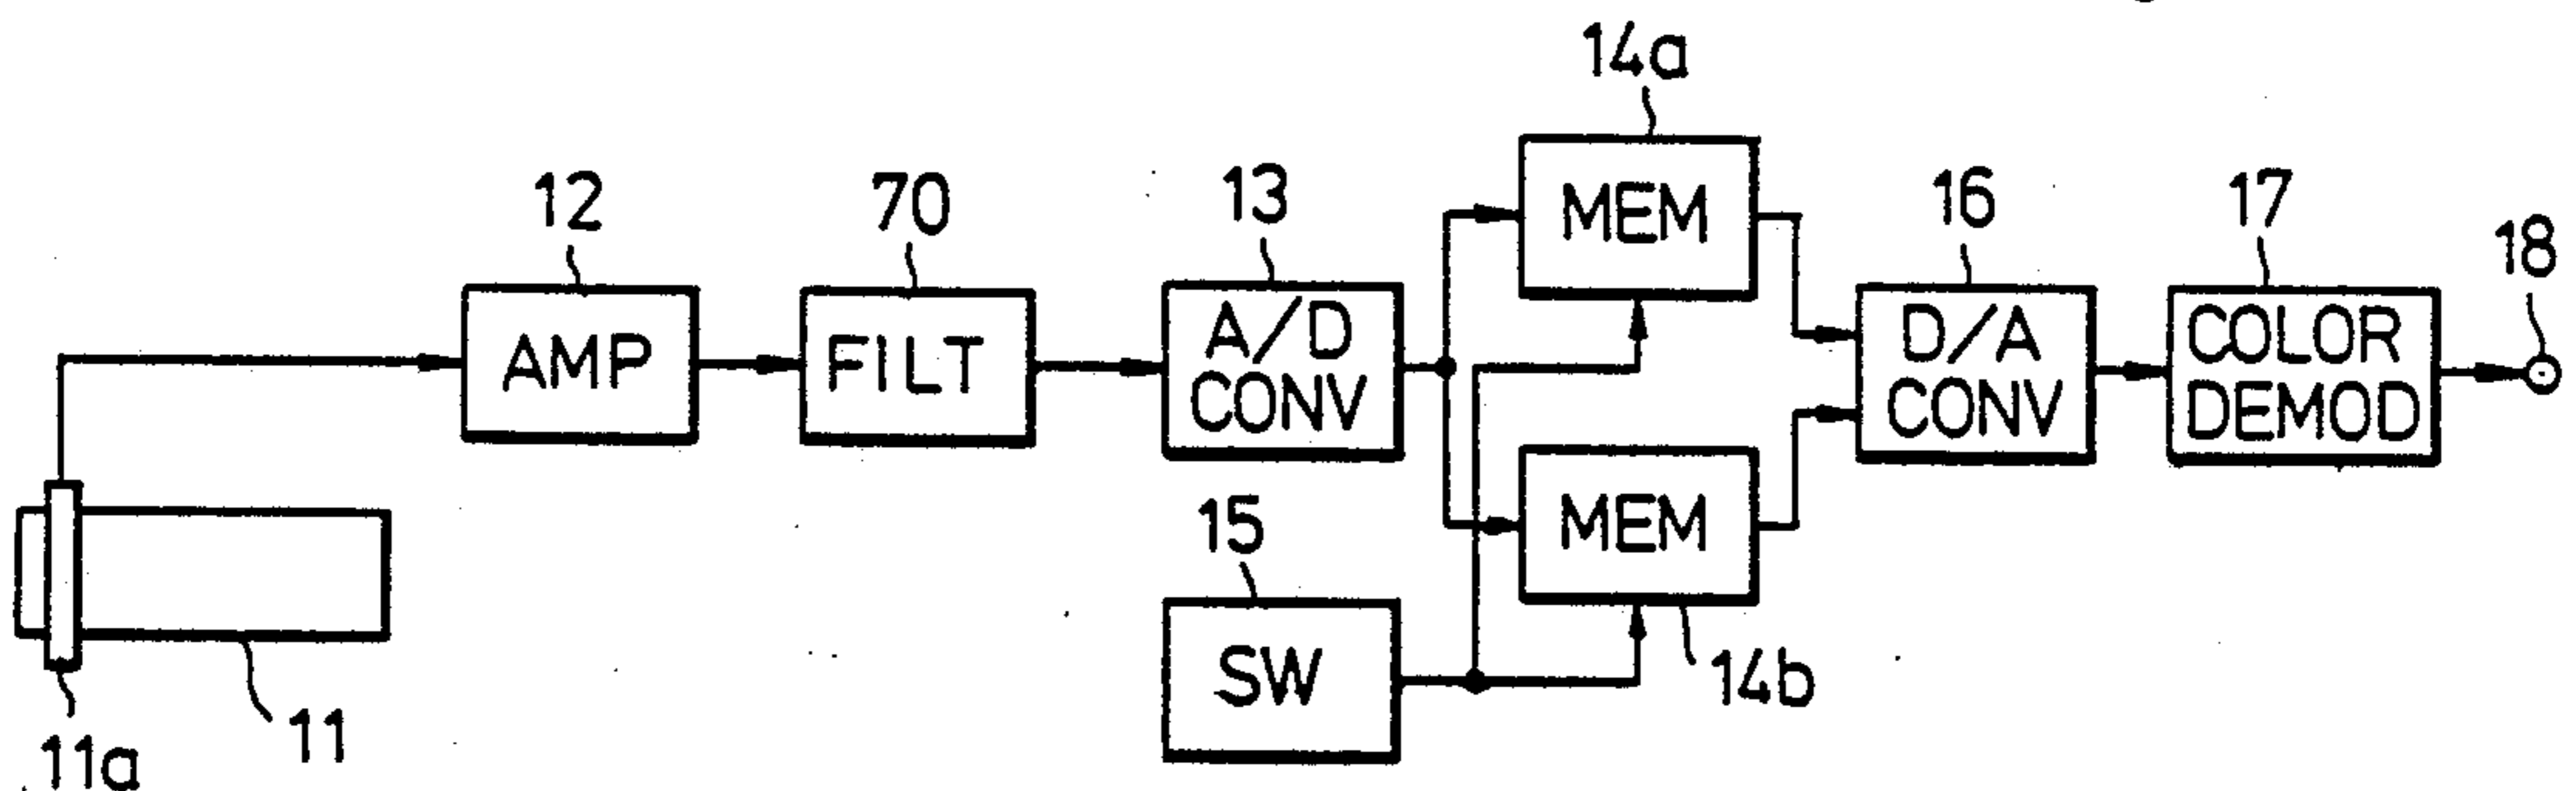 14a
12
70
13
16
17
18
MEM
AMP
FILT
A/D
CONV
D/A
CONV
COLOR
DEMOD
MEM
15
SW
14b
11
11a